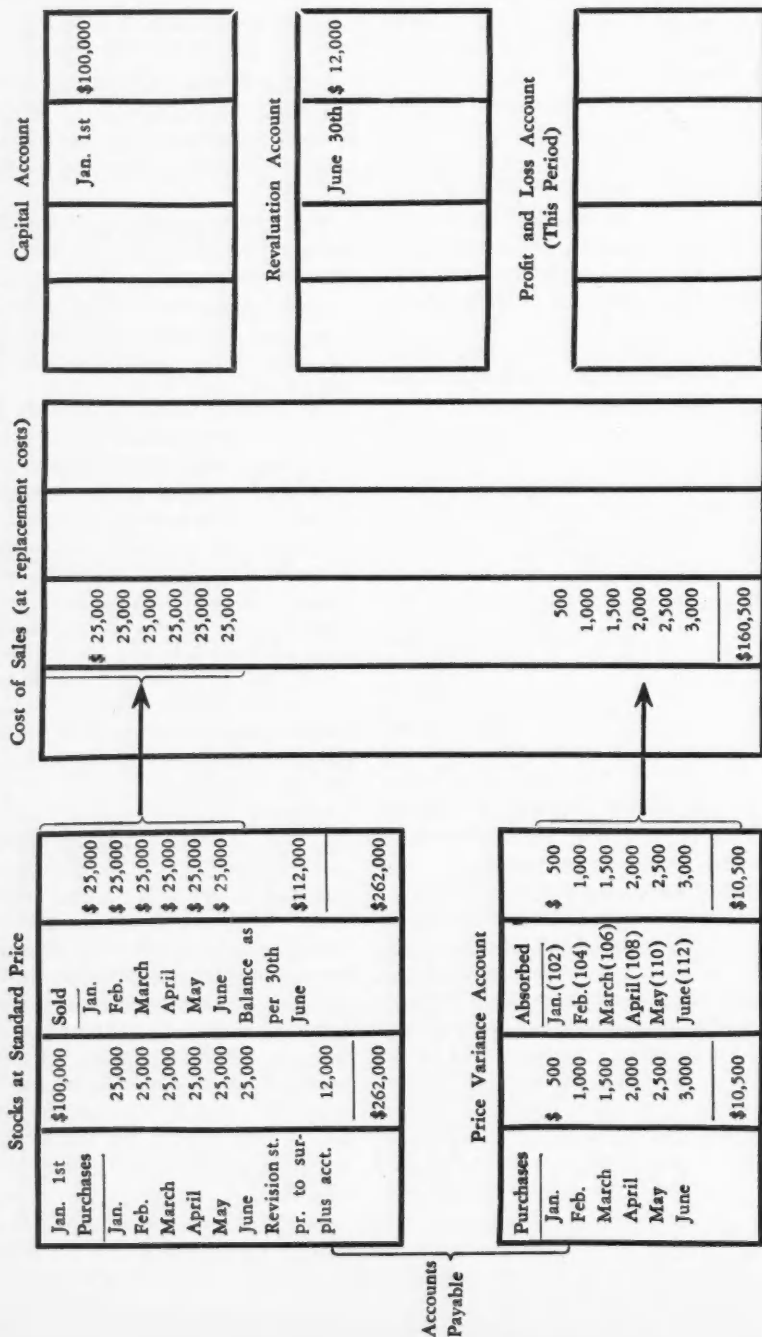 Stocks at Standard Price
Jan. 1st $100,000 Sold
Purchases Jan. $ 25,000
Jan. 25,000 Feb. $ 25,000
Feb. 25,000 March $ 25,000
March 25,000 April $ 25,000
April 25,000 May $ 25,000
May 25,000 June $ 25,000
June 25,000 Balance as
Revision st. per 30th
pr. to sur- June $112,000
plus acct. 12,000
$262,000 $262,000
Accounts
Payable
Price Variance Account
Purchases Absorbed
Jan. $ 500 Jan. (102) $ 500
Feb. 1,000 Feb. (104) 1,000
March 1,500 March (106) 1,500
April 2,000 April (108) 2,000
May 2,500 May (110) 2,500
June 3,000 June (112) 3,000
$10,500 $10,500
Cost of Sales (at replacement costs)
$ 25,000
25,000
25,000
25,000
25,000
25,000
500
1,000
1,500
2,000
2,500
3,000
$160,500
Capital Account
Jan. 1st $100,000
Revaluation Account
June 30th $ 12,000
Profit and Loss Account
(This Period)